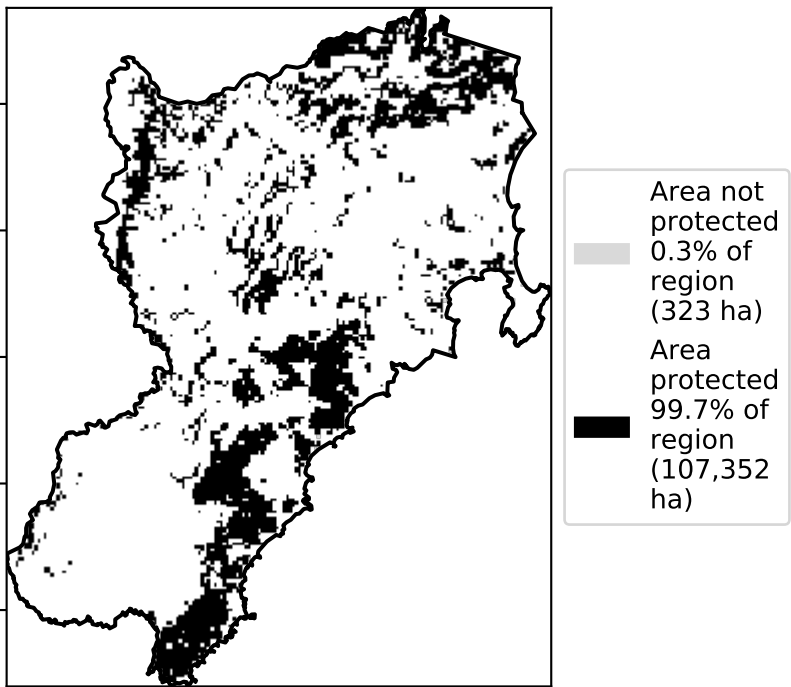 Area not
protected
0.3% of
region
(323 ha)
Area
protected
99.7% of
region
(107,352
ha)